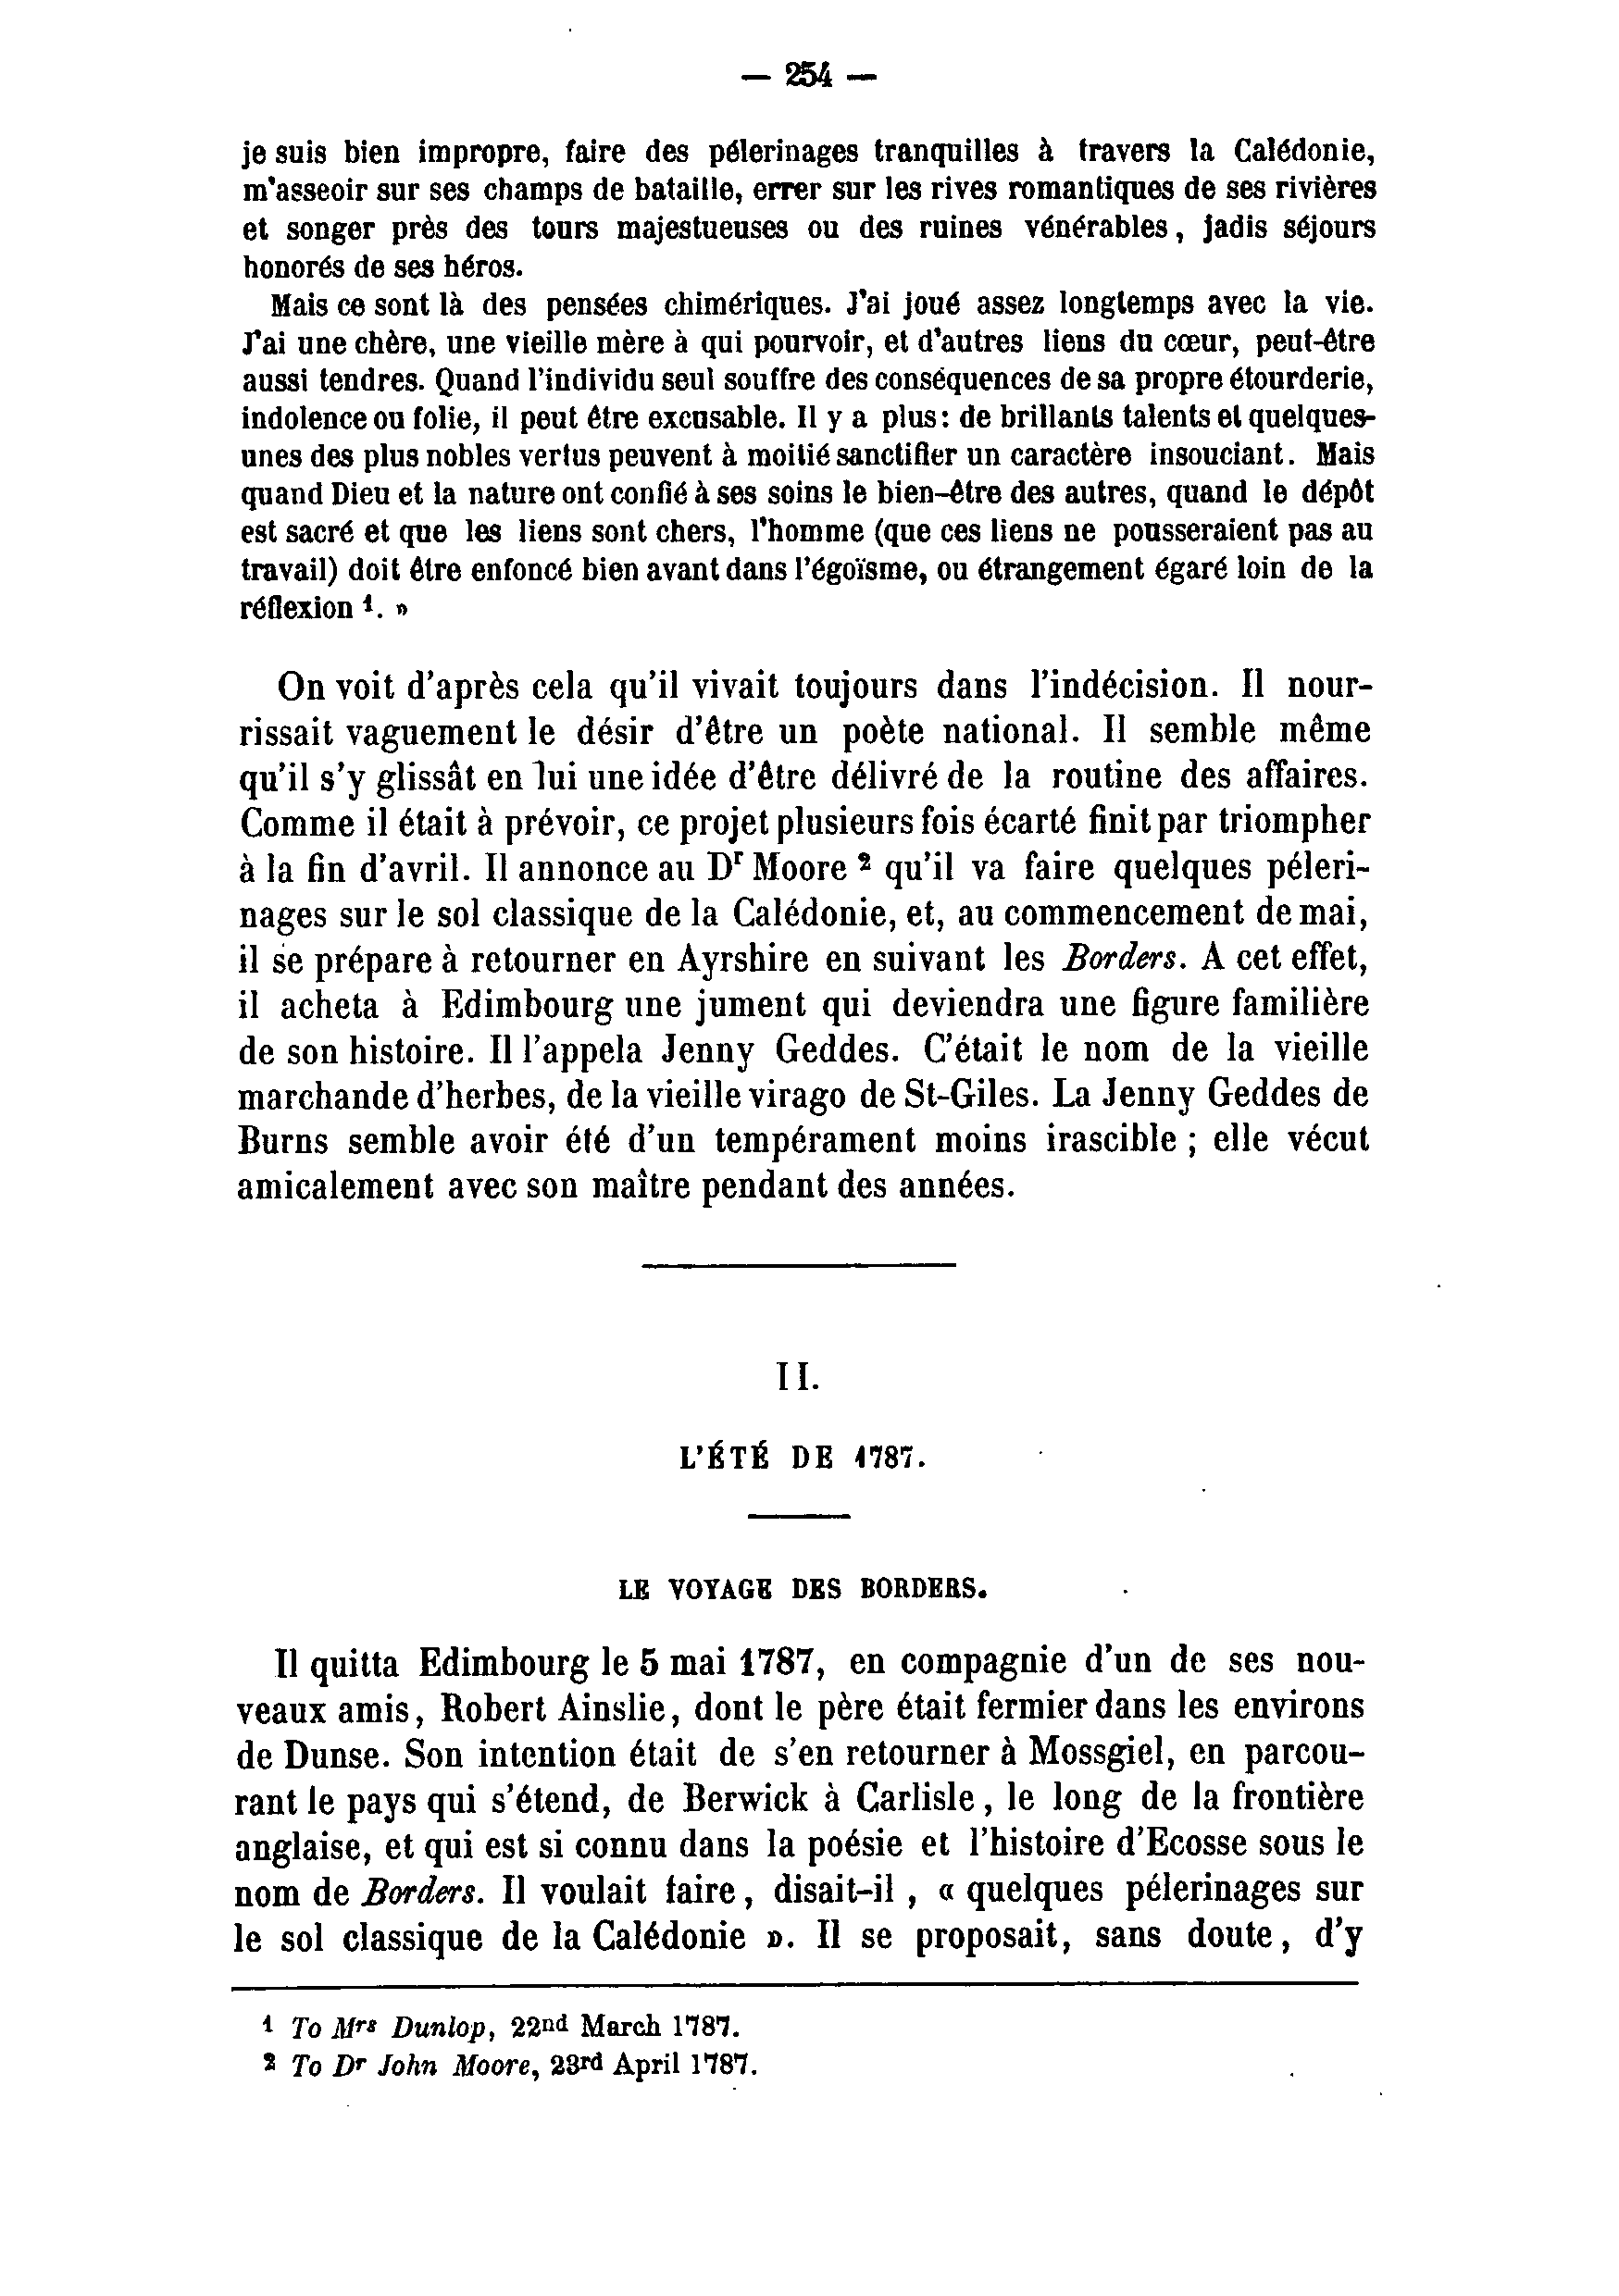 — 254 —
je suis bien impropre, faire des pélerinages tranquilles à travers la Calédonie,
m'asseoir sur ses champs de bataille, errer sur les rives romantiques de ses rivières
et songer près des tours majestueuses ou des ruines vénérables, jadis séjours
honorés de ses héros.
Mais ce sont là des pensées chimériques. J'ai joué assez longtemps avec la vie.
J'ai une chère, une vieille mère à qui pourvoir, et d'autres liens du cœur, peut-être
aussi tendres. Quand l'individu seul souffre des conséquences de sa propre étourderie,
indolence ou folie, il peut être excusable. Il y a plus: de brillants talents et quelques-
unes des plus nobles vertus peuvent à moitié sanctifier un caractère insouciant. Mais
quand Dieu et la nature ont confié à ses soins le bien-être des autres, quand le dépôt
est sacré et que les liens sont chers, l'homme (que ces liens ne pousseraient pas au
travail) doit être enfoncé bien avant dans l'égoïsme, ou étrangement égaré loin de la
réflexion 1. »
On voit d'après cela qu'il vivait toujours dans l'indécision. Il nour-
rissait vaguement le désir d'être un poète national. Il semble même
qu'il s'y glissât en lui une idée d'être délivré de la routine des affaires.
Comme il était à prévoir, ce projet plusieurs fois écarté finit par triompher
à la fin d'avril. Il annonce au Dr Moore 2 qu'il va faire quelques péleri-
nages sur le sol classique de la Calédonie, et, au commencement de mai,
il se prépare à retourner en Ayrshire en suivant les Borders. A cet effet,
il acheta à Edimbourg une jument qui deviendra une figure familière
de son histoire. Il l'appela Jenny Geddes. C'était le nom de la vieille
marchande d'herbes, de la vieille virago de St-Giles. La Jenny Geddes de
Burns semble avoir été d'un tempérament moins irascible ; elle vécut
amicalement avec son maître pendant des années.
II.
L'ÉTÉ DE 1787.
LE VOYAGE DES BORDERS.
Il quitta Edimbourg le 5 mai 1787, en compagnie d'un de ses nou-
veaux amis, Robert Ainslie, dont le père était fermier dans les environs
de Dunse. Son intention était de s'en retourner à Mossgiel, en parcou-
rant le pays qui s'étend, de Berwick à Carlisle, le long de la frontière
anglaise, et qui est si connu dans la poésie et l'histoire d'Ecosse sous le
nom de Borders. Il voulait faire, disait-il, « quelques pélerinages sur
le sol classique de la Calédonie ». Il se proposait, sans doute, d'y
1 To Mrs Dunlop, 22nd March 1787.
2 To Dr John Moore, 23rd April 1787.